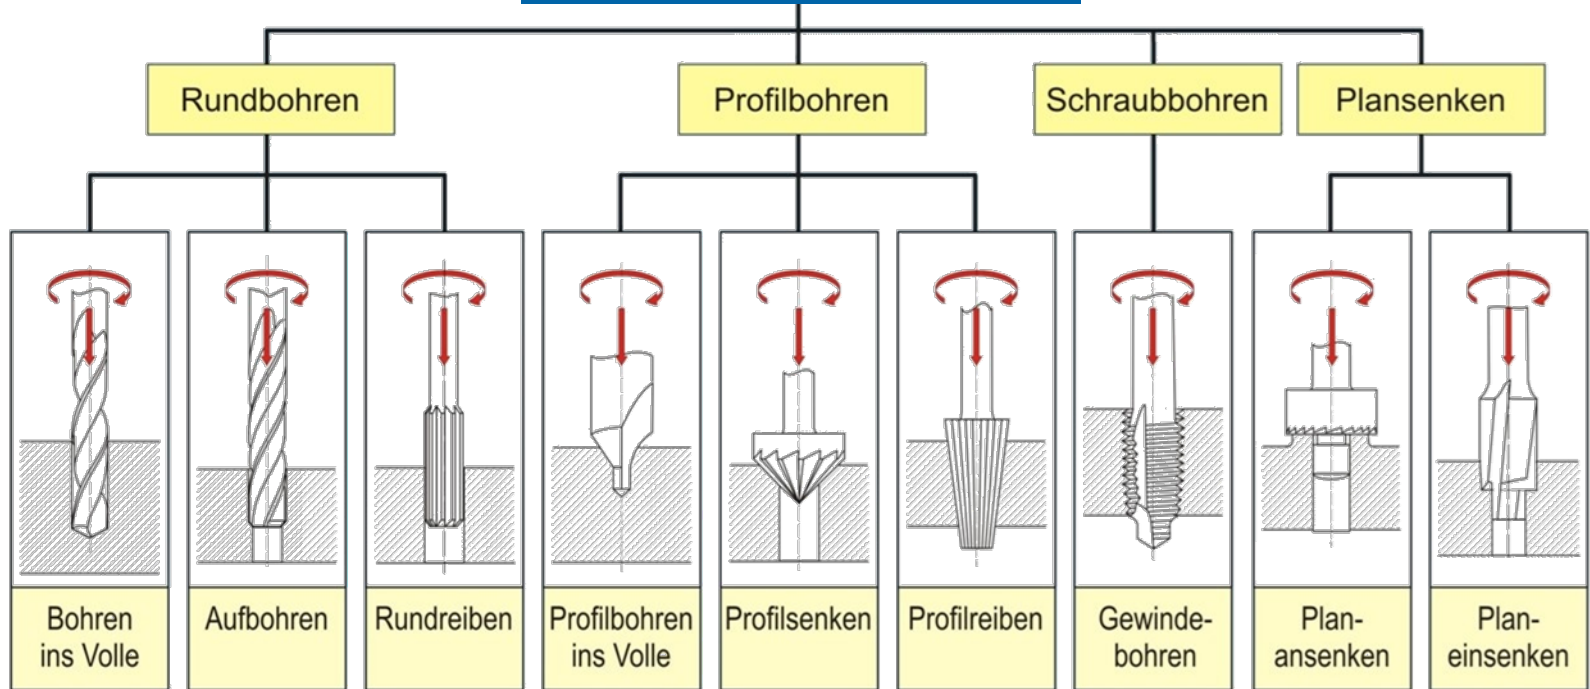 Rundbohren
Profilbohren
Schraubbohren
Plansenken
Bohren
ins Volle
Aufbohren
Rundreiben
Profilbohren
ins Volle
Profilsenken
Profilreiben
Gewinde-
bohren
Plan-
ansenken
Plan-
einsenken